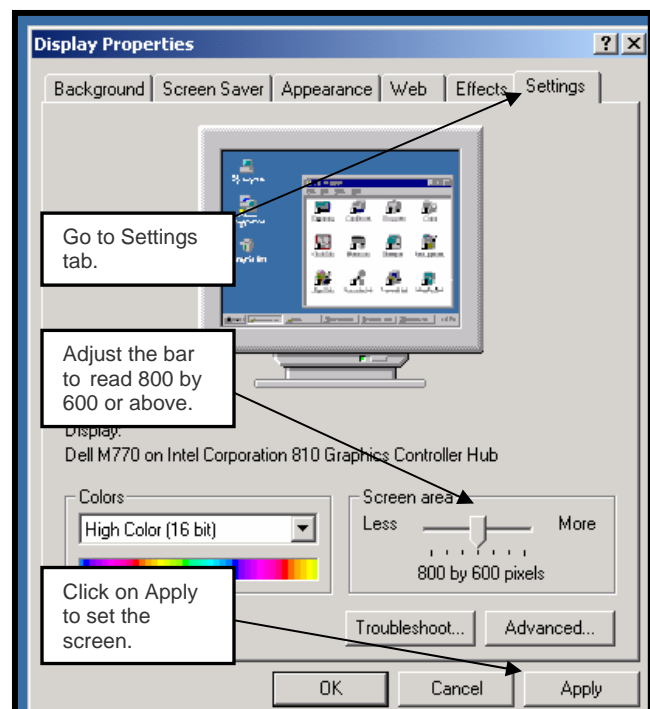 Display Properties
Background Screen Saver Appearance Web Effects Settings
Go to Settings
tab.
Adjust the bar
to read 800 by
600 or above.
Display:
Dell M770 on Intel Corporation 810 Graphics Controller Hub
Colors
High Color (16 bit)
Screen area
Less More
800 by 600 pixels
Click on Apply
to set the
screen.
Troubleshoot... Advanced...
OK Cancel Apply